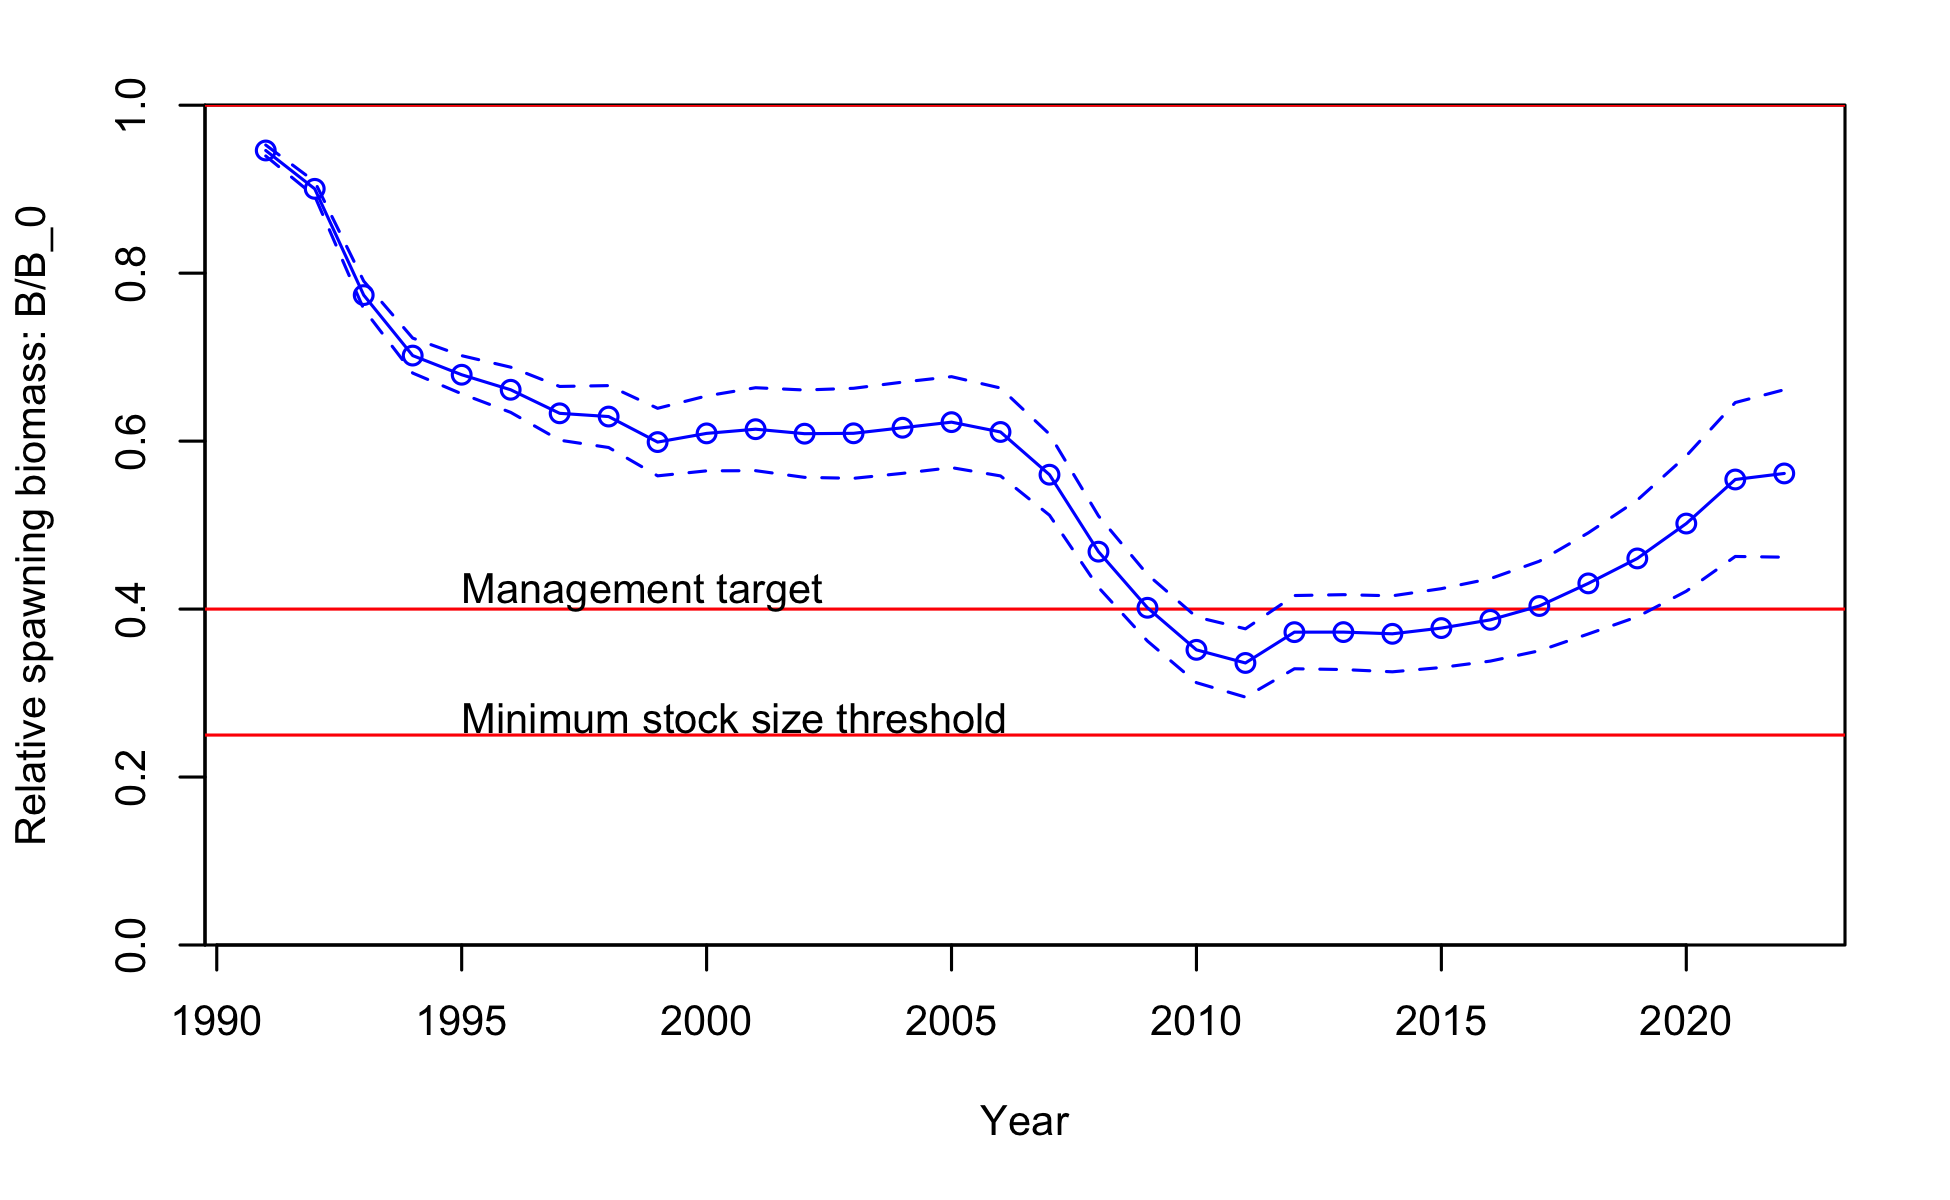 Relative spawning biomass: B/B_0
1.0
0.8
0.6
0.4
0.2
0.0
Management target
Minimum stock size threshold
1990 1995 2000 2005 2010 2015 2020
Year